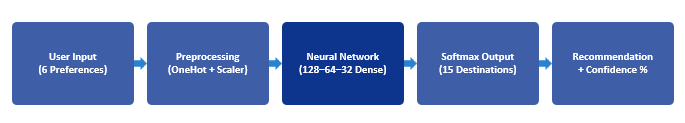 User Input
(6 Preferences)
Preprocessing
(OneHot + Scaler)
Neural Network
(128–64–32 Dense)
Softmax Output
(15 Destinations)
Recommendation
+ Confidence %